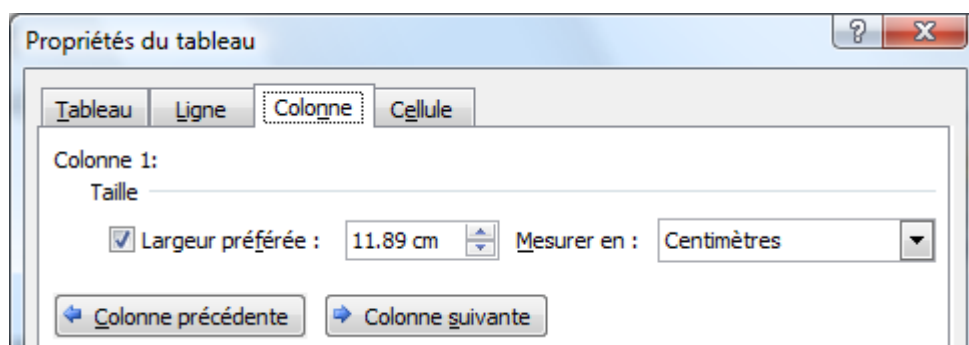 Propriétés du tableau
Tableau Ligne Colonne Cellule
Colonne 1:
Taille
Largeur préférée : 11.89 cm Mesurer en : Centimètres
Colonne précédente Colonne suivante